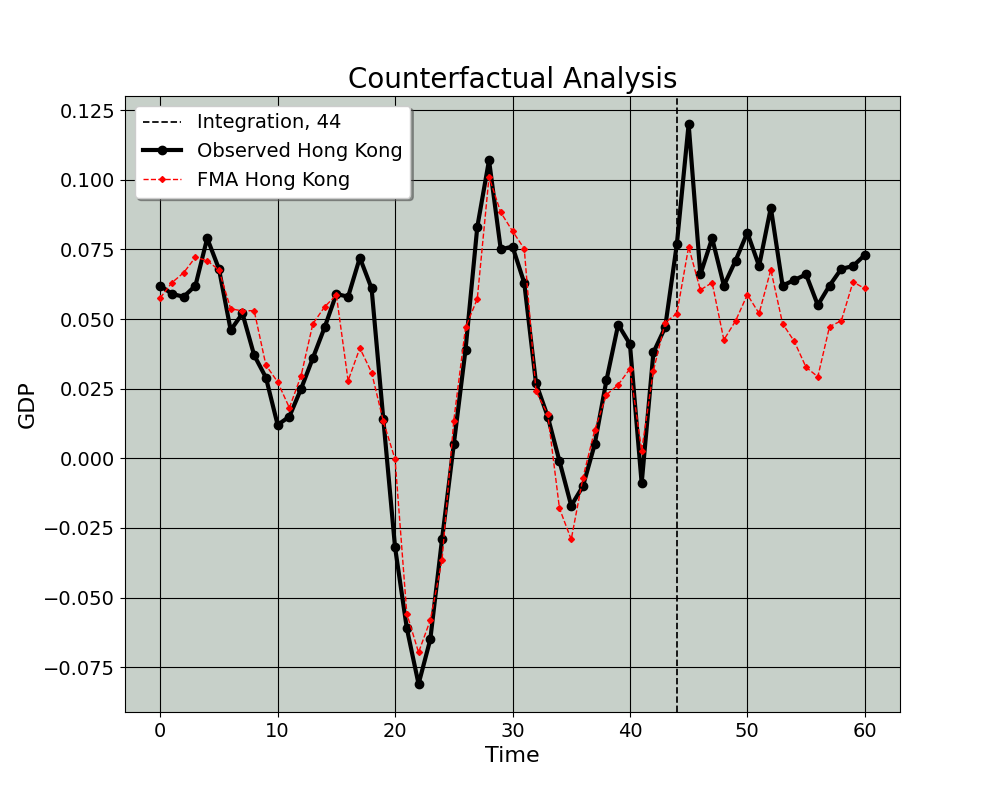 Counterfactual Analysis
Integration, 44
Observed Hong Kong
FMA Hong Kong
GDP
0.125
0.100
0.075
0.050
0.025
0.000
−0.025
−0.050
−0.075
0 10 20 30 40 50 60
Time